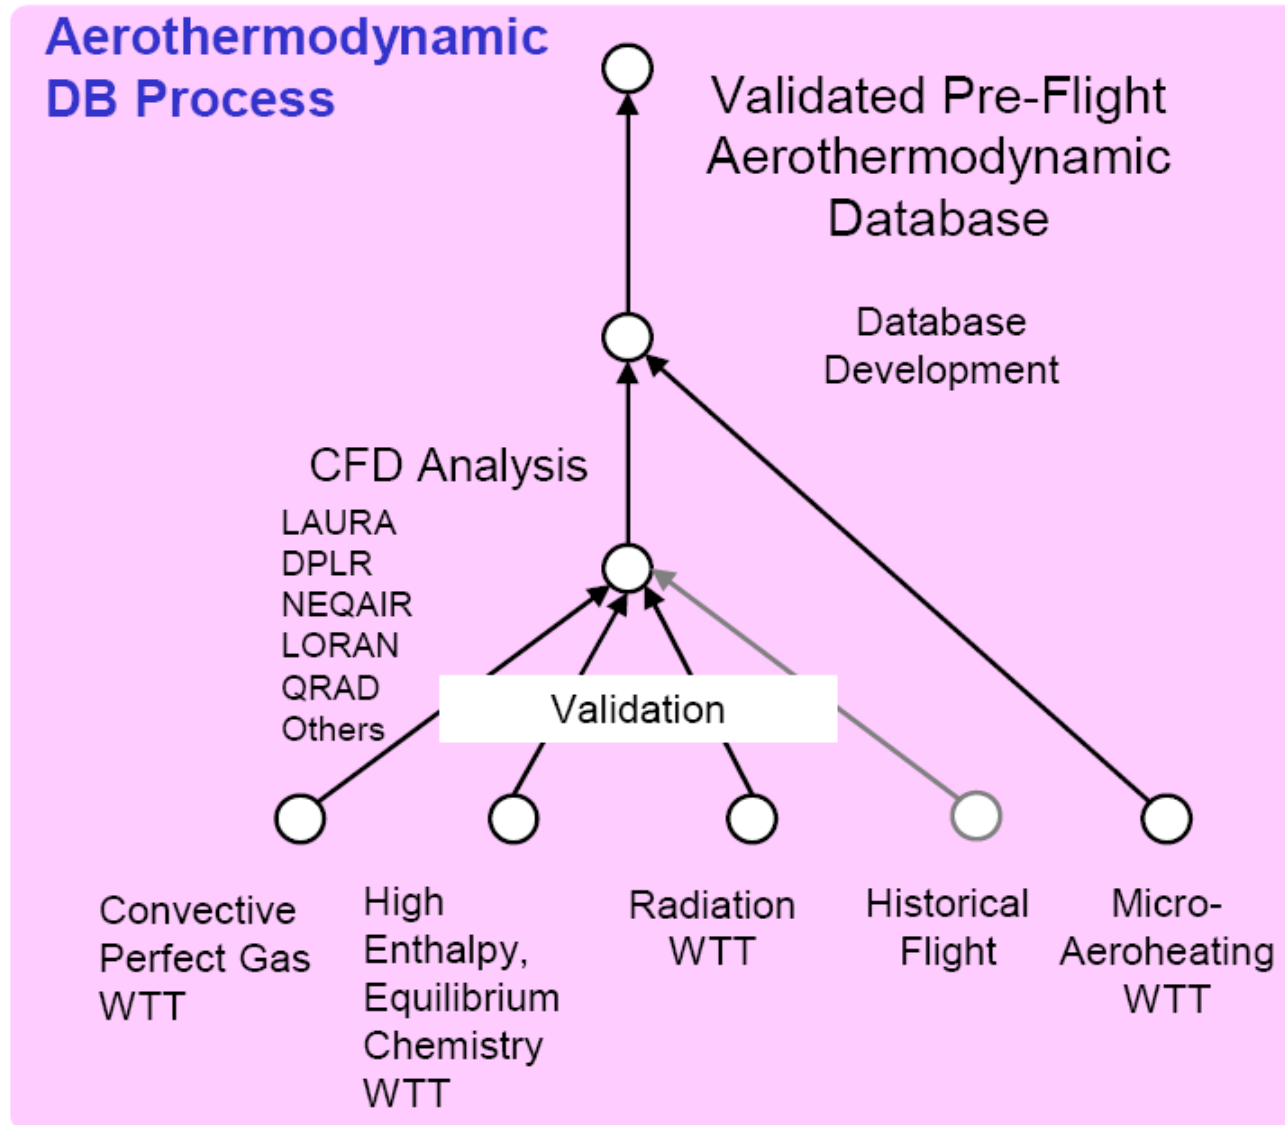 Aerothermodynamic
DB Process
Validated Pre-Flight
Aerothermodynamic
Database
Database
Development
CFD Analysis
LAURA
DPLR
NEQAIR
LORAN
QRAD
Others
Validation
Convective
Perfect Gas
WTT
High
Enthalpy,
Equilibrium
Chemistry
WTT
Radiation
WTT
Historical
Flight
Micro-
Aeroheating
WTT